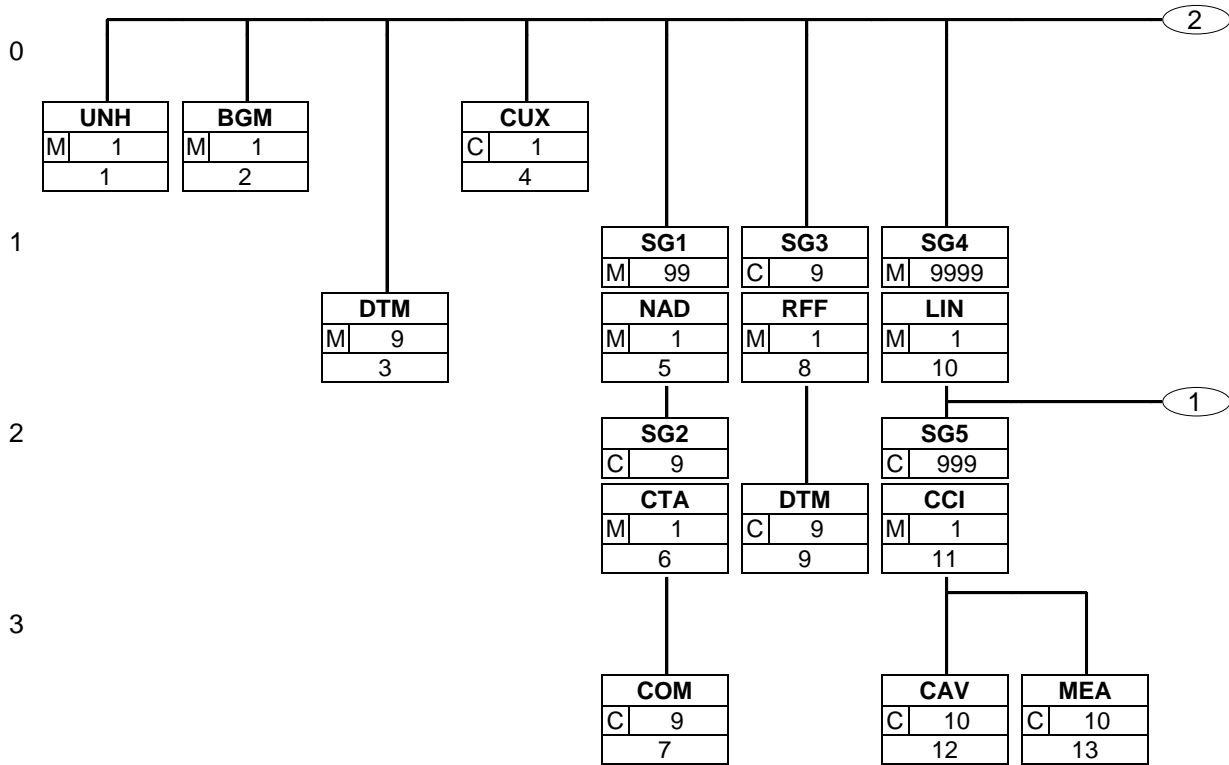 2
0
UNH BGM CUX
M 1 M 1 C 1
1 2 4
1
SG1 SG3 SG4
M 99 C 9 M 9999
DTM NAD RFF LIN
M 9 M 1 M 1 M 1
3 5 8 10
1
2
SG2 SG5
C 9 C 999
CTA DTM CCI
M 1 C 9 M 1
6 9 11
3
COM CAV MEA
C 9 C 10 C 10
7 12 13